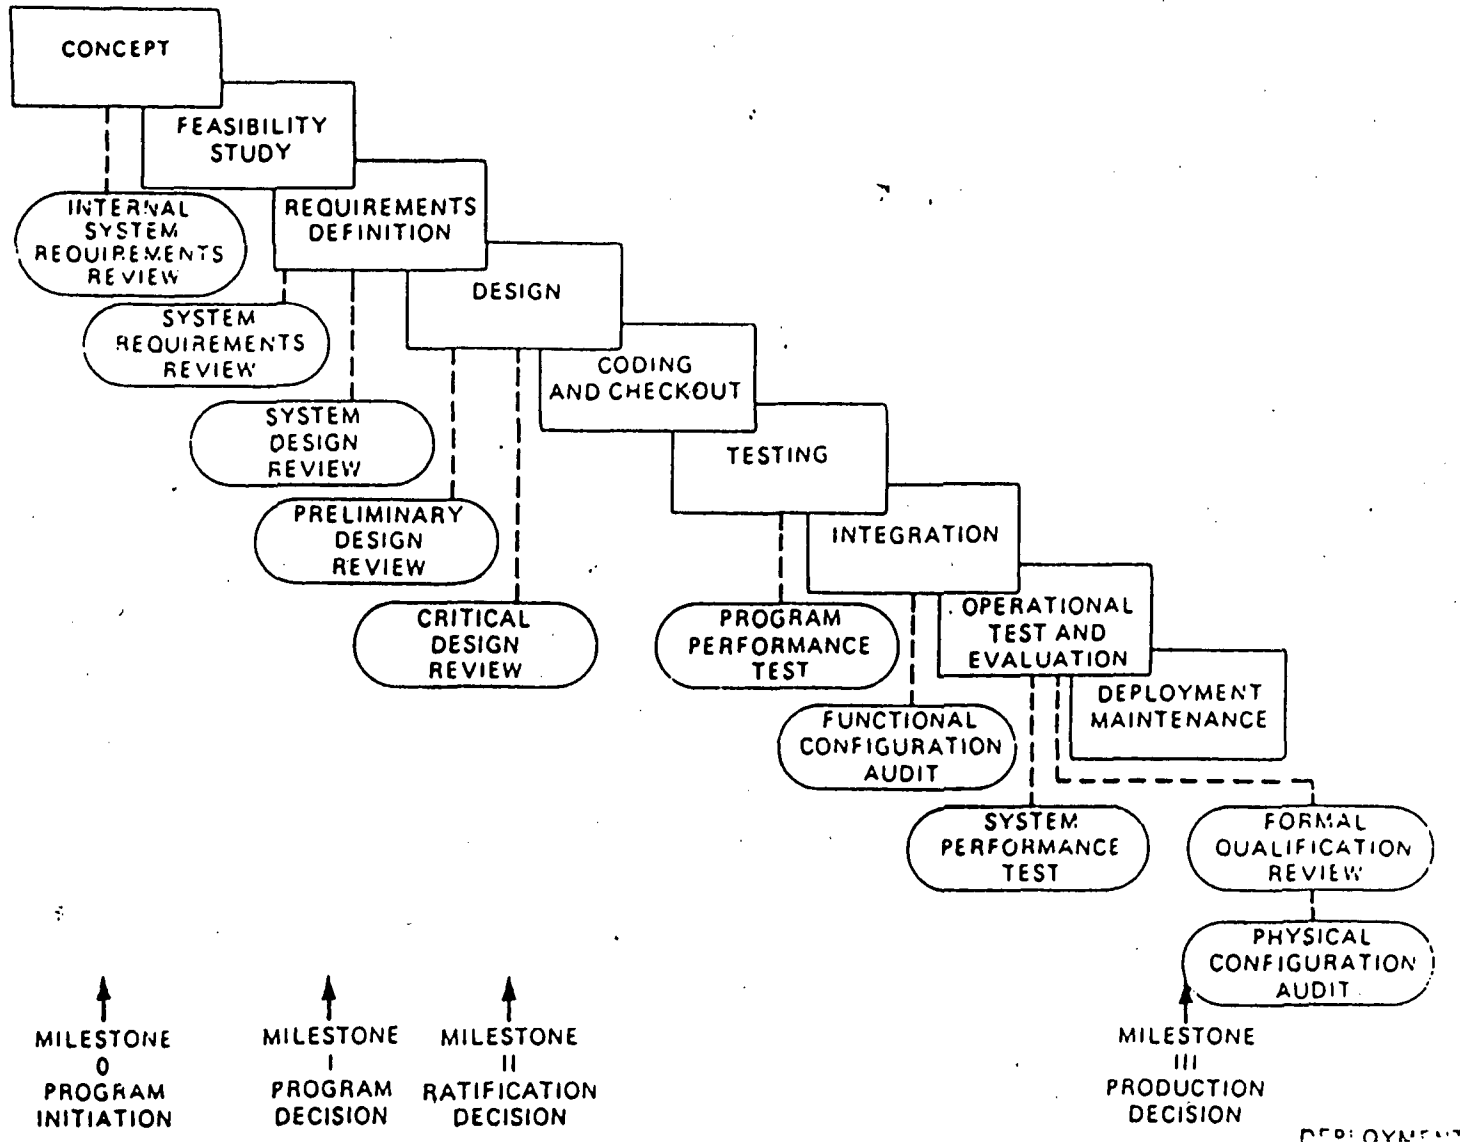 CONCEPT
FEASIBILITY
STUDY
INTERNAL
SYSTEM
REQUIREMENTS
REVIEW
REQUIREMENTS
DEFINITION
SYSTEM
REQUIREMENTS
REVIEW
DESIGN
SYSTEM
DESIGN
REVIEW
CODING
AND CHECKOUT
PRELIMINARY
DESIGN
REVIEW
TESTING
CRITICAL
DESIGN
REVIEW
INTEGRATION
PROGRAM
PERFORMANCE
TEST
OPERATIONAL
TEST AND
EVALUATION
FUNCTIONAL
CONFIGURATION
AUDIT
DEPLOYMENT
MAINTENANCE
SYSTEM
PERFORMANCE
TEST
FORMAL
QUALIFICATION
REVIEW
PHYSICAL
CONFIGURATION
AUDIT
MILESTONE
0
PROGRAM
INITIATION
MILESTONE
I
PROGRAM
DECISION
MILESTONE
II
RATIFICATION
DECISION
MILESTONE
III
PRODUCTION
DECISION
DEPLOYMENT